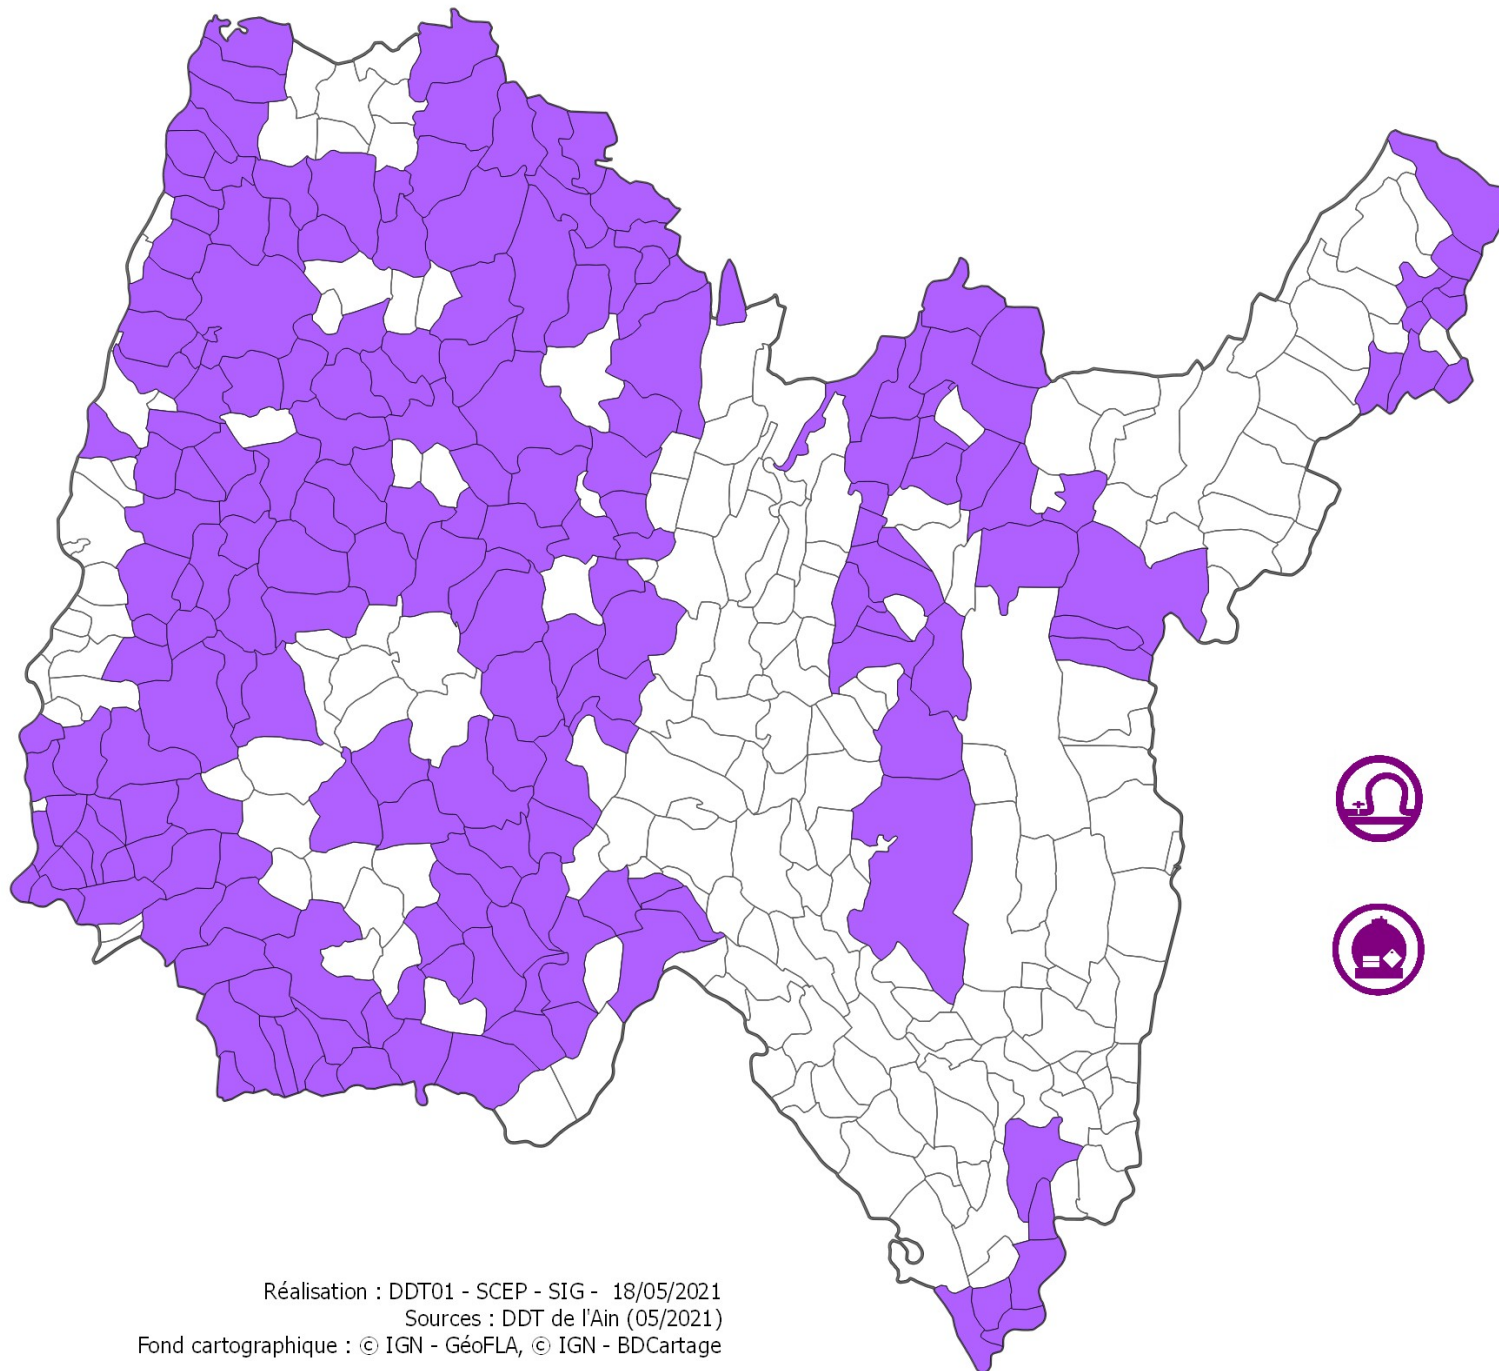 Réalisation : DDT01 - SCEP - SIG - 18/05/2021
Sources : DDT de l'Ain (05/2021)
Fond cartographique : © IGN - GéoFLA, © IGN - BDCartage